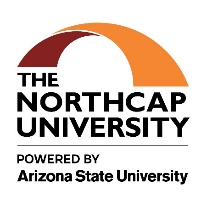 THE
NORTHCAP
UNIVERSITY
POWERED BY
Arizona State University